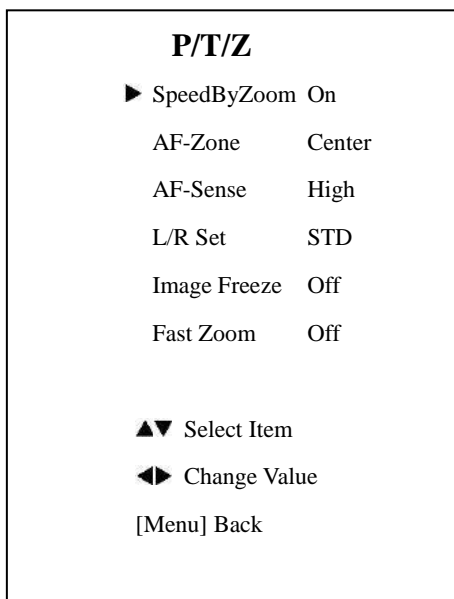 P/T/Z
▶ SpeedByZoom On
AF-Zone Center
AF-Sense High
L/R Set STD
Image Freeze Off
Fast Zoom Off
▲▼ Select Item
◀▶ Change Value
[Menu] Back